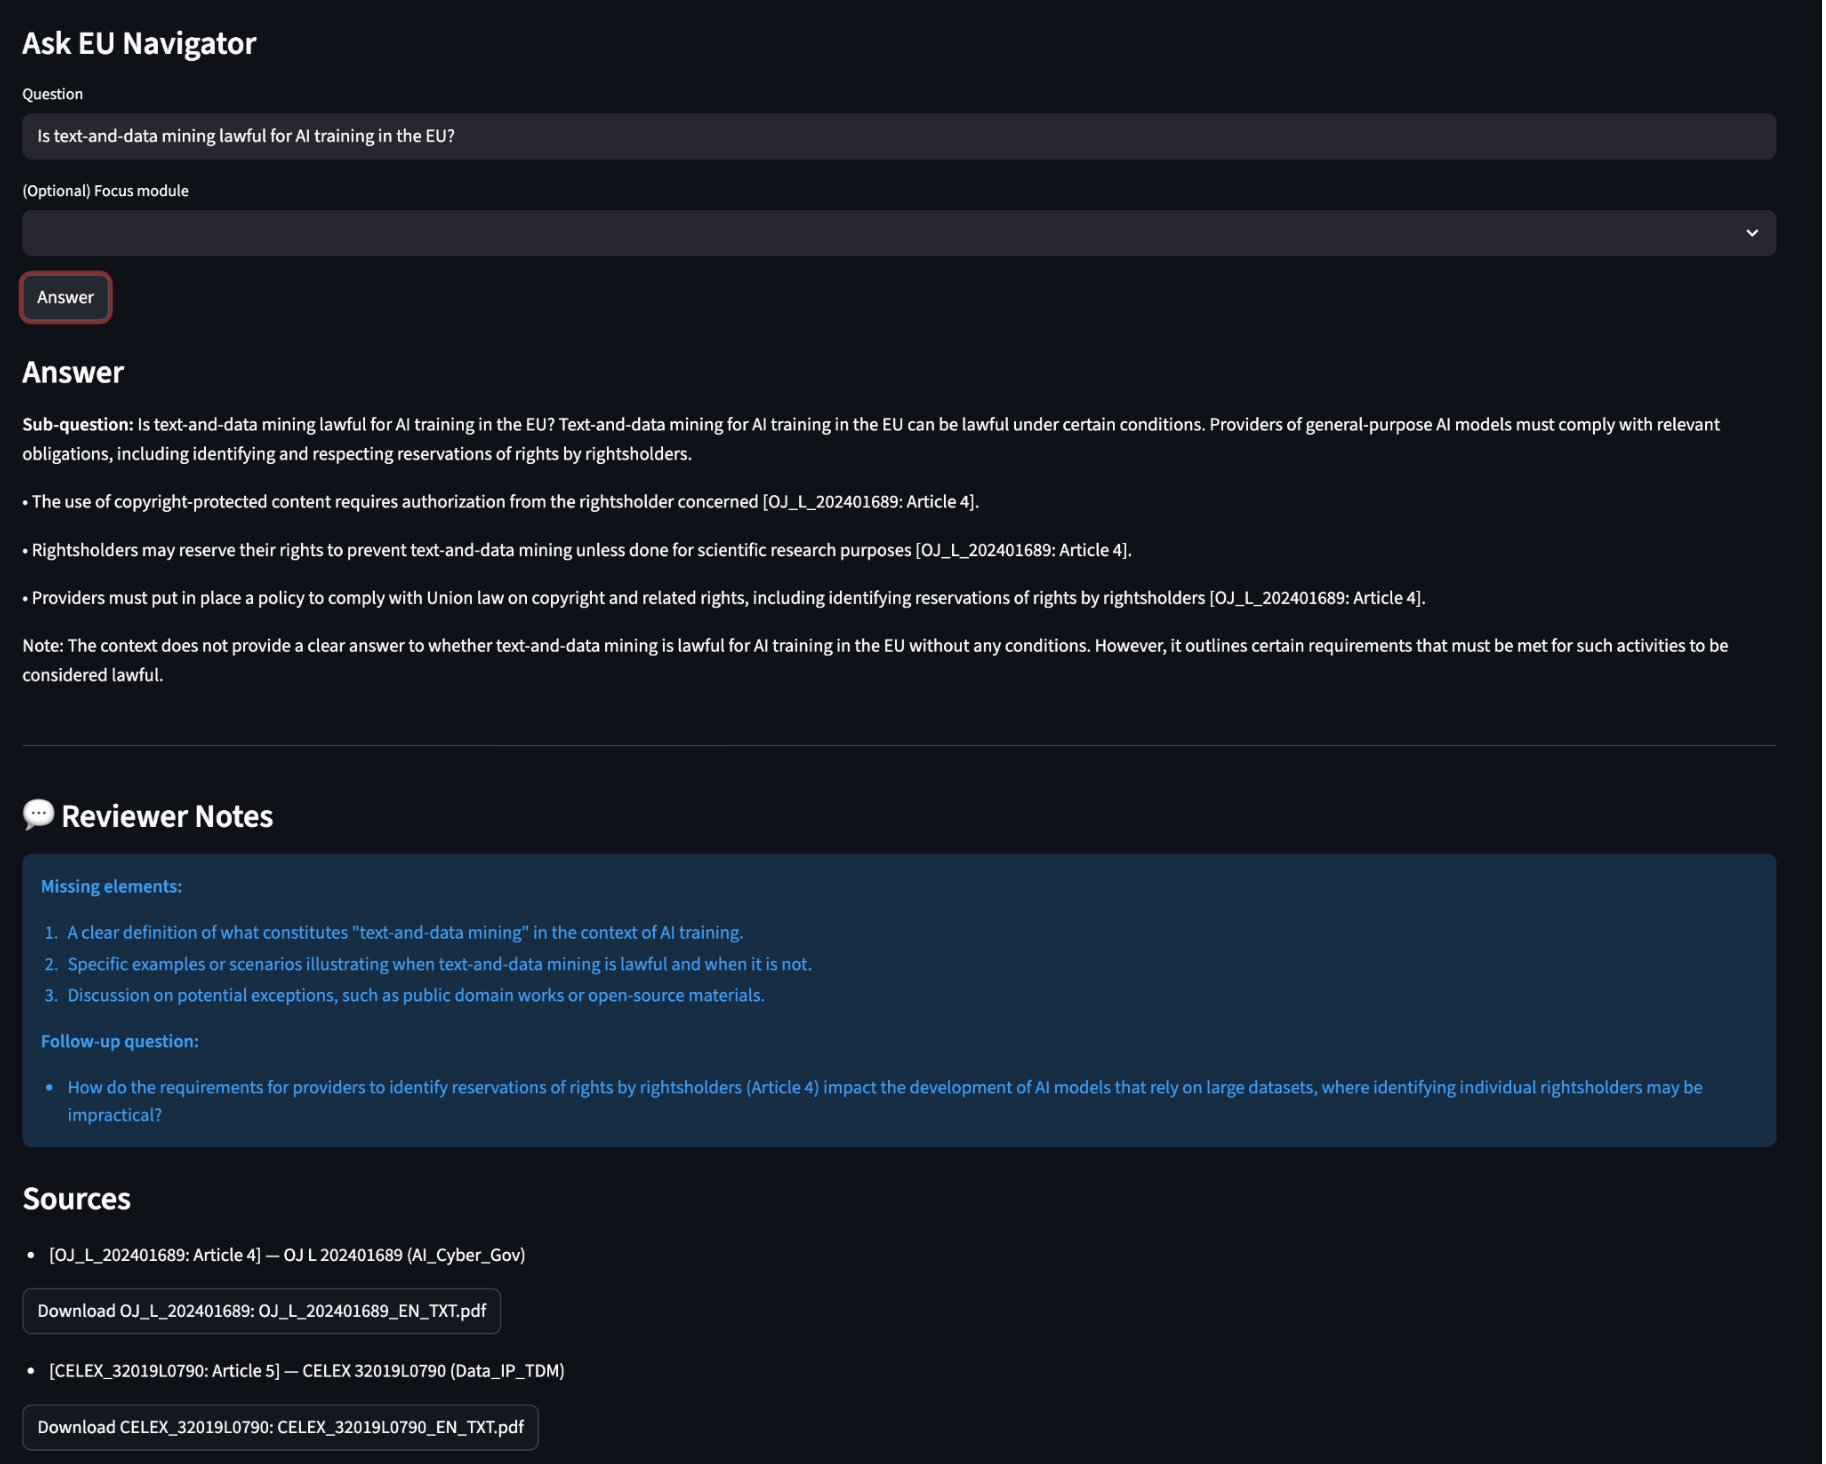 Ask EU Navigator
Question
Is text-and-data mining lawful for AI training in the EU?
(Optional) Focus module
Answer
Answer
Sub-question: Is text-and-data mining lawful for AI training in the EU? Text-and-data mining for AI training in the EU can be lawful under certain conditions. Providers of general-purpose AI models must comply with relevant
obligations, including identifying and respecting reservations of rights by rightsholders.
• The use of copyright-protected content requires authorization from the rightsholder concerned [OJ_L_202401689: Article 4].
• Rightsholders may reserve their rights to prevent text-and-data mining unless done for scientific research purposes [OJ_L_202401689: Article 4].
• Providers must put in place a policy to comply with Union law on copyright and related rights, including identifying reservations of rights by rightsholders [OJ_L_202401689: Article 4].
Note: The context does not provide a clear answer to whether text-and-data mining is lawful for AI training in the EU without any conditions. However, it outlines certain requirements that must be met for such activities to be
considered lawful.
💬 Reviewer Notes
Missing elements:
1. A clear definition of what constitutes "text-and-data mining" in the context of AI training.
2. Specific examples or scenarios illustrating when text-and-data mining is lawful and when it is not.
3. Discussion on potential exceptions, such as public domain works or open-source materials.
Follow-up question:
• How do the requirements for providers to identify reservations of rights by rightsholders (Article 4) impact the development of AI models that rely on large datasets, where identifying individual rightsholders may be
impractical?
Sources
• [OJ_L_202401689: Article 4] — OJ L 202401689 (AI_Cyber_Gov)
Download OJ_L_202401689: OJ_L_202401689_EN_TXT.pdf
• [CELEX_32019L0790: Article 5] — CELEX 32019L0790 (Data_IP_TDM)
Download CELEX_32019L0790: CELEX_32019L0790_EN_TXT.pdf